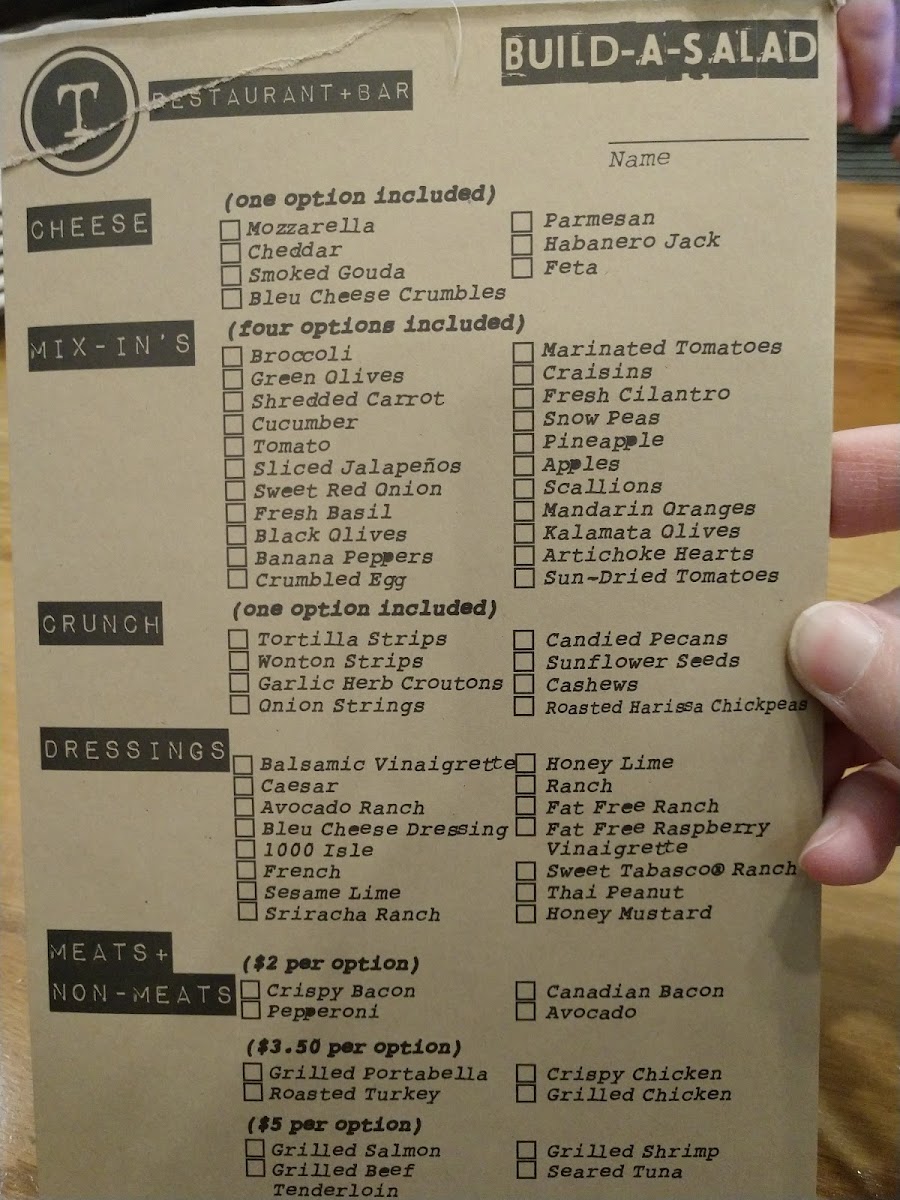 T
RESTAURANT+BAR
BUILD-A-SALAD
Name
CHEESE
(one option included)
Mozzarella
Cheddar
Smoked Gouda
Bleu Cheese Crumbles
Parmesan
Habanero Jack
Feta
MIX-IN'S
(four options included)
Broccoli
Green Olives
Shredded Carrot
Cucumber
Tomato
Sliced Jalapeños
Sweet Red Onion
Fresh Basil
Black Olives
Banana Peppers
Crumbled Egg
Marinated Tomatoes
Craisins
Fresh Cilantro
Snow Peas
Pineapple
Apples
Scallions
Mandarin Oranges
Kalamata Olives
Artichoke Hearts
Sun-Dried Tomatoes
CRUNCH
(one option included)
Tortilla Strips
Wonton Strips
Garlic Herb Croutons
Onion Strings
Candied Pecans
Sunflower Seeds
Cashews
Roasted Harissa Chickpeas
DRESSINGS
Balsamic Vinaigrette
Caesar
Avocado Ranch
Bleu Cheese Dressing
1000 Isle
French
Sesame Lime
Sriracha Ranch
Honey Lime
Ranch
Fat Free Ranch
Fat Free Raspberry
Vinaigrette
Sweet Tabasco® Ranch
Thai Peanut
Honey Mustard
MEATS+
NON-MEATS
($2 per option)
Crispy Bacon
Pepperoni
Canadian Bacon
Avocado
($3.50 per option)
Grilled Portabella
Roasted Turkey
Crispy Chicken
Grilled Chicken
($5 per option)
Grilled Salmon
Grilled Beef
Tenderloin
Grilled Shrimp
Seared Tuna